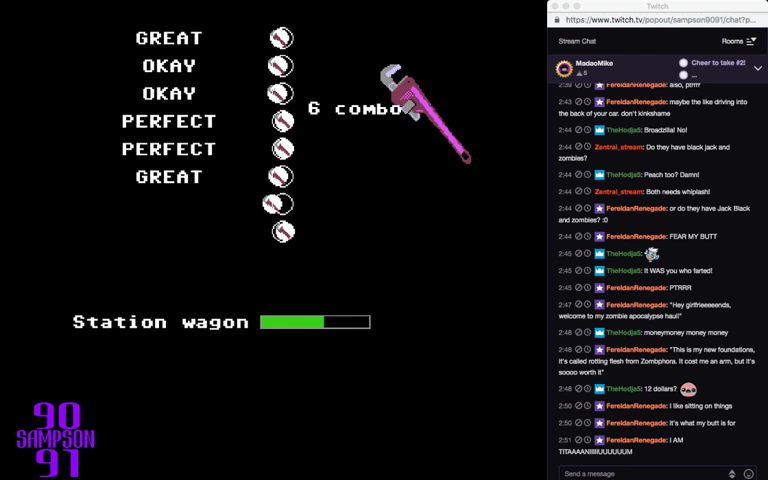 GREAT
OKAY
OKAY
PERFECT
PERFECT
GREAT
6 combo
Station wagon
90
SAMPSON
91
Twitch
https://www.twitch.tv/popout/sampson9091/chat?p...
Stream Chat
Rooms
MadaoMike
6
Cheer to take #2!
...
2:39 FereldanRenegade: also, ptrrrr
2:43 FereldanRenegade: maybe the like driving into
the back of your car. don't kinkshame
2:44 TheHodja5: Broadzilla! No!
2:44 Zentral_stream: Do they have black jack and
zombies?
2:44 TheHodja5: Peach too? Damn!
2:44 Zentral_stream: Both needs whiplash!
2:44 FereldanRenegade: or do they have Jack Black
and zombies? :0
2:44 FereldanRenegade: FEAR MY BUTT
2:45 TheHodja5:
2:45 TheHodja5: It WAS you who farted!
2:45 FereldanRenegade: PTRRR
2:47 FereldanRenegade: "Hey girlfrieeeeends,
welcome to my zombie apocalypse haul!"
2:48 TheHodja5: moneymoney money money
2:48 FereldanRenegade: "This is my new foundations,
it's called rotting flesh from Zombphora. It cost me an arm, but it's
soooo worth it"
2:48 TheHodja5: 12 dollars?
2:50 FereldanRenegade: I like sitting on things
2:50 FereldanRenegade: It's what my butt is for
2:51 FereldanRenegade: I AM
TITAAAANIIIIIUUUUUUM
Send a message